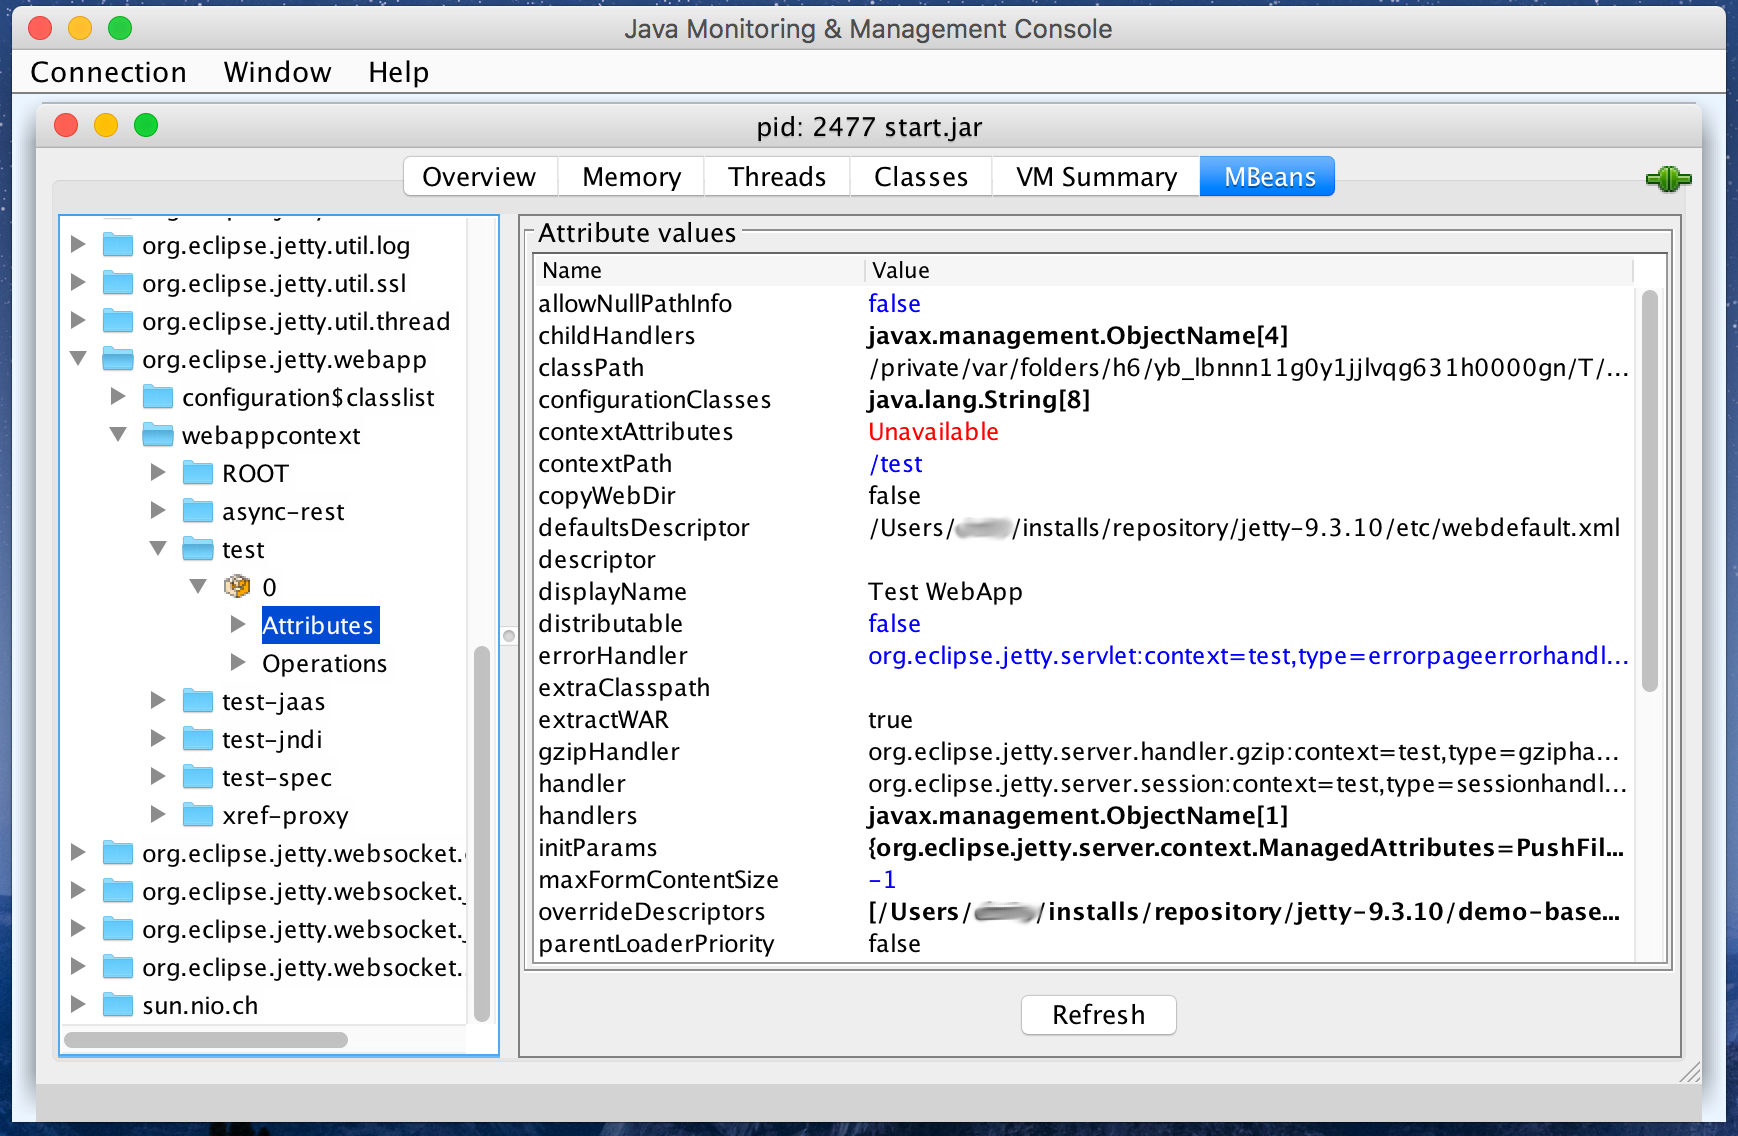 Java Monitoring & Management Console
Connection Window Help
pid: 2477 start.jar
Overview Memory Threads Classes VM Summary MBeans
org.eclipse.jetty.util.log
org.eclipse.jetty.util.ssl
org.eclipse.jetty.util.thread
org.eclipse.jetty.webapp
configuration$classlist
webappcontext
ROOT
async-rest
test
0
Attributes
Operations
test-jaas
test-jndi
test-spec
xref-proxy
org.eclipse.jetty.websocket.
org.eclipse.jetty.websocket.
org.eclipse.jetty.websocket.
org.eclipse.jetty.websocket.
sun.nio.ch
Attribute values
Name Value
allowNullPathInfo false
childHandlers javax.management.ObjectName[4]
classPath /private/var/folders/h6/yb_lbnnn11g0y1jjlvqg631h0000gn/T/...
configurationClasses java.lang.String[8]
contextAttributes Unavailable
contextPath /test
copyWebDir false
defaultsDescriptor /Users/ /installs/repository/jetty-9.3.10/etc/webdefault.xml
descriptor
displayName Test WebApp
distributable false
errorHandler org.eclipse.jetty.servlet:context=test,type=errorpageerrorhandl...
extraClasspath
extractWAR true
gzipHandler org.eclipse.jetty.server.handler.gzip:context=test,type=gzipha...
handler org.eclipse.jetty.server.session:context=test,type=sessionhandl...
handlers javax.management.ObjectName[1]
initParams {org.eclipse.jetty.server.context.ManagedAttributes=PushFil...
maxFormContentSize -1
overrideDescriptors [/Users/ /installs/repository/jetty-9.3.10/demo-base...
parentLoaderPriority false
Refresh